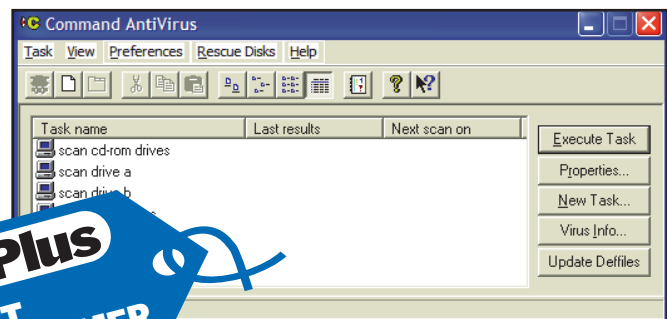 Command AntiVirus
Task View Preferences Rescue Disks Help
Task name Last results Next scan on
scan cd-rom drives
scan drive a
scan drive b
Execute Task
Properties...
New Task...
Virus Info...
Update Deffiles
Plus